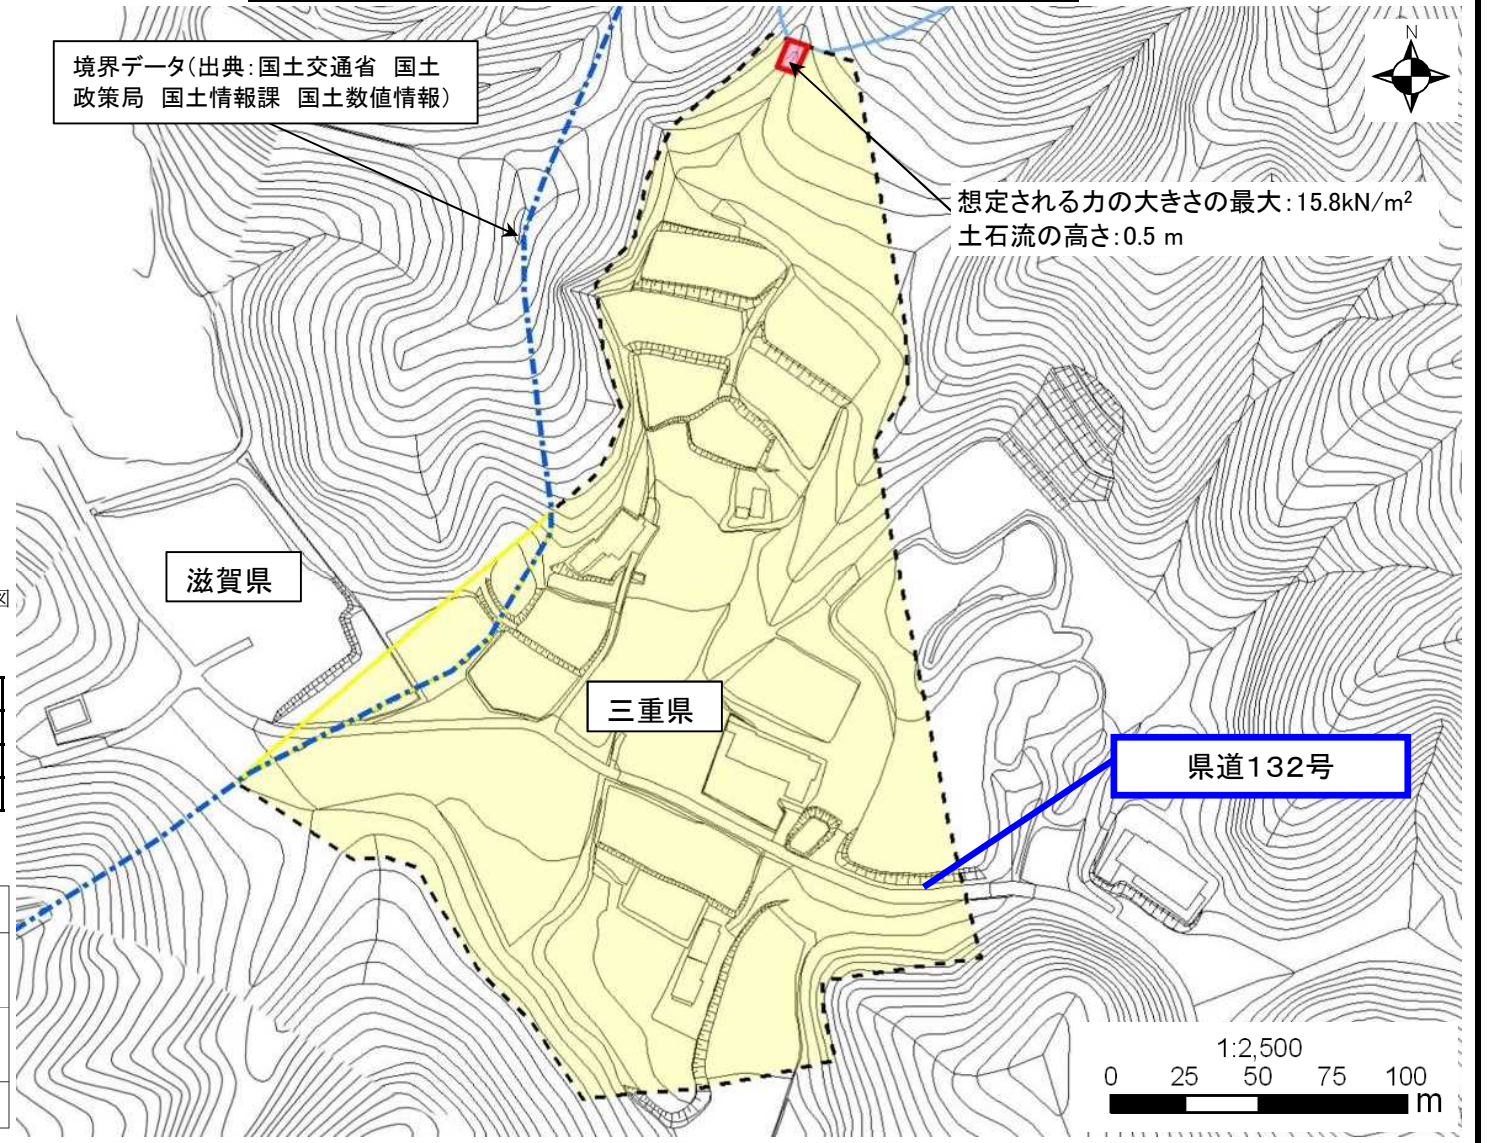 境界データ(出典:国土交通省　国土
政策局　国土情報課　国土数値情報)
N
想定される力の大きさの最大:15.8kN/m²
土石流の高さ:0.5 m
滋賀県
図
三重県
県道132号
1:2,500
0 25 50 75 100
m